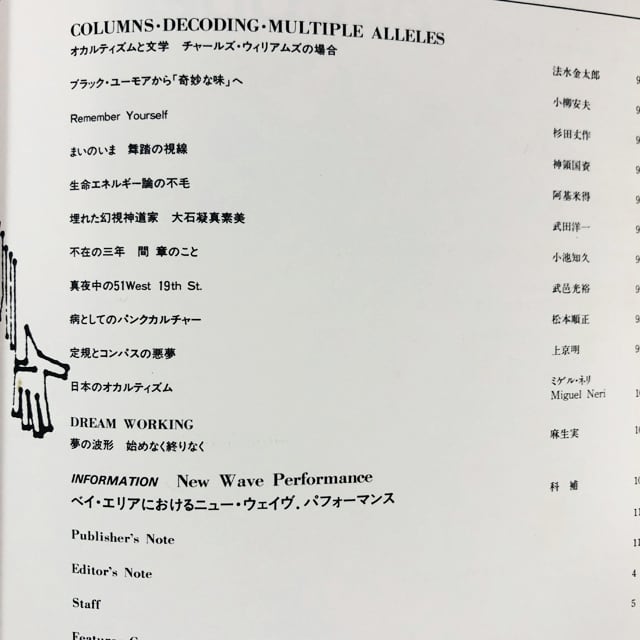 COLUMNS・DECODING・MULTIPLE ALLELES
オカルティズムと文学　チャールズ・ウィリアムズの場合　法水金太郎
ブラック・ユーモアから「奇妙な味」へ　小柳安夫
Remember Yourself　杉田丈作
まいのいま　舞踏の視線　神領国資
生命エネルギー論の不毛　阿基米得
埋れた幻視神道家　大石凝真素美　武田洋一
不在の三年　間 章のこと　小池知久
真夜中の51West 19th St.　武邑光裕
病としてのパンクカルチャー　松本順正
定規とコンパスの悪夢　上京明
日本のオカルティズム　ミゲル・ネリ
Miguel Neri
DREAM WORKING
夢の波形　始めなく終りなく　麻生実
INFORMATION　New Wave Performance　科　補
ベイ・エリアにおけるニュー・ウェイヴ．パフォーマンス
Publisher's Note
Editor's Note　4
Staff　5